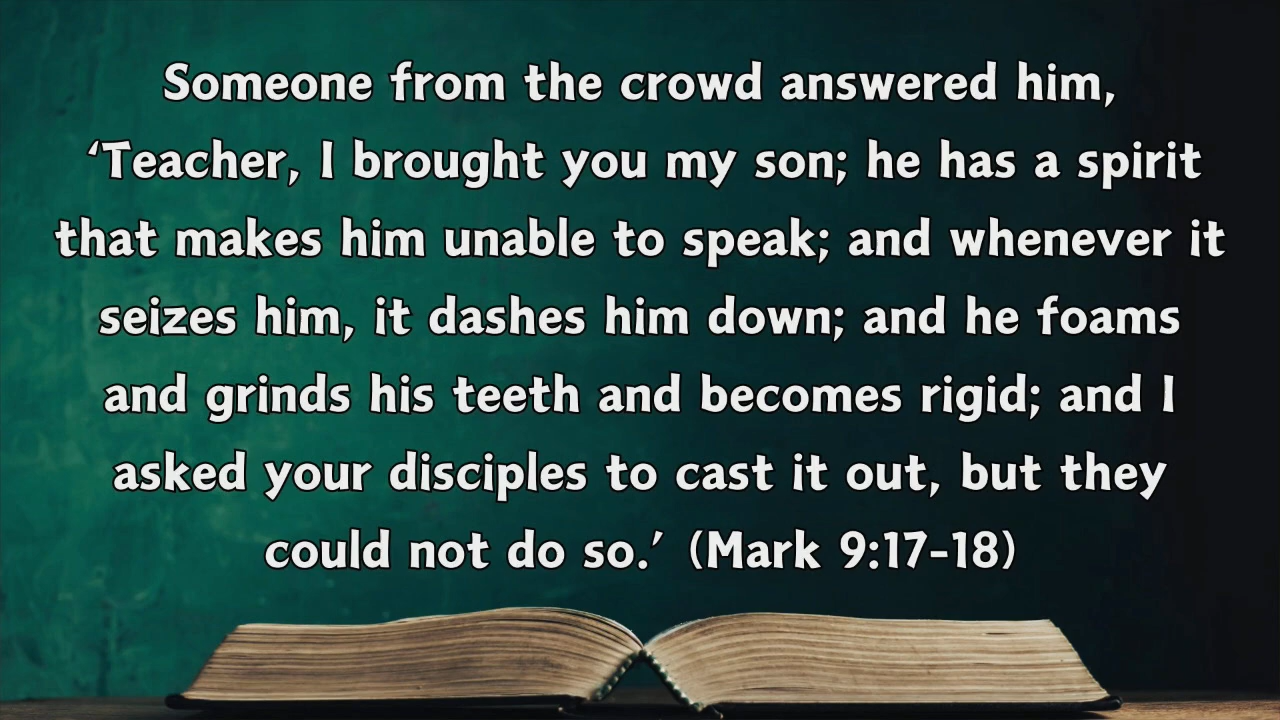 Someone from the crowd answered him,
‘Teacher, I brought you my son; he has a spirit
that makes him unable to speak; and whenever it
seizes him, it dashes him down; and he foams
and grinds his teeth and becomes rigid; and I
asked your disciples to cast it out, but they
could not do so.’ (Mark 9:17-18)